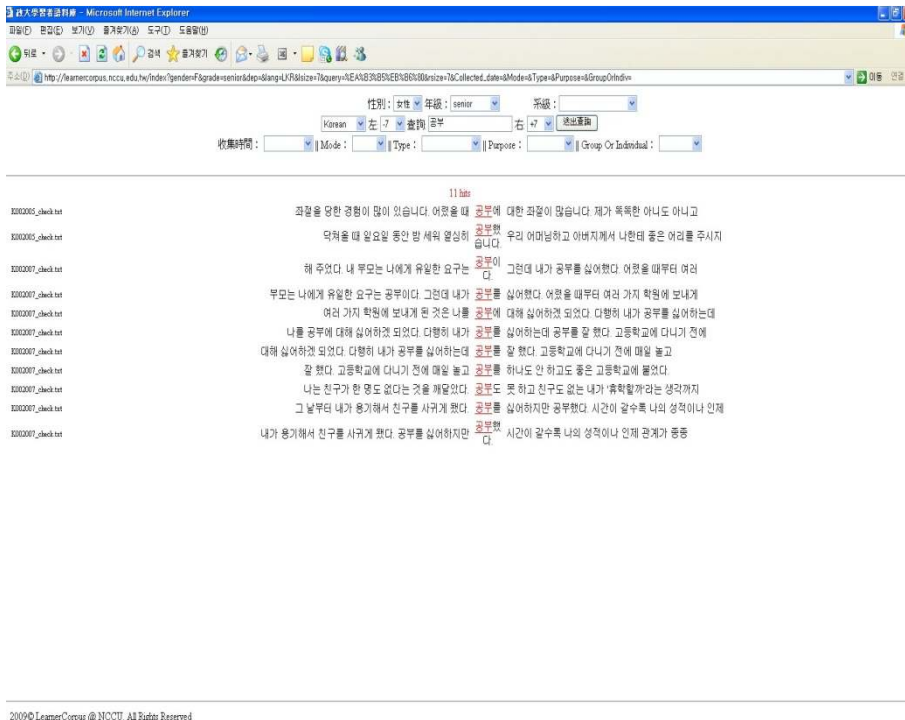 政大學習者語料庫 - Microsoft Internet Explorer
파일(F) 편집(E) 보기(V) 즐겨찾기(A) 도구(T) 도움말(H)
뒤로 검색 즐겨찾기
주소(D) http://learnercorpus.nccu.edu.tw/index?gender=F&grade=senior&dep=&lang=LKR&lsize=7&query=%EA%B3%B5%EB%B6%80&rsize=7&Collected_date=&Mode=&Type=&Purpose=&GroupOrIndiv= 이동 연결
性別: 女性 年級: senior 系級:
Korean 左 -7 查詢 공부 右 +7 送出查詢
收集時間: || Mode: || Type: || Purpose: || Group Or Individual:
11 hits
K002005_check.txt 좌절을 당한 경험이 많이 있습니다. 어렸을 때 공부에 대한 좌절이 많습니다. 제가 똑똑한 아니도 아니고
K002005_check.txt 닥쳐올 때 일요일 동안 밤 세워 열심히 공부했습니다. 우리 어머님하고 아버지께서 나한테 좋은 어리를 주시지
K002007_check.txt 해 주었다. 내 부모는 나에게 유일한 요구는 공부이다. 그런데 내가 공부를 싫어했다. 어렸을 때부터 여러
K002007_check.txt 부모는 나에게 유일한 요구는 공부이다. 그런데 내가 공부를 싫어했다. 어렸을 때부터 여러 가지 학원에 보내게
K002007_check.txt 여러 가지 학원에 보내게 된 것은 나를 공부에 대해 싫어하겠 되었다. 다행히 내가 공부를 싫어하는데
K002007_check.txt 나를 공부에 대해 싫어하겠 되었다. 다행히 내가 공부를 싫어하는데 공부를 잘 했다. 고등학교에 다니기 전에
K002007_check.txt 대해 싫어하겠 되었다. 다행히 내가 공부를 싫어하는데 공부를 잘 했다. 고등학교에 다니기 전에 매일 놀고
K002007_check.txt 잘 했다. 고등학교에 다니기 전에 매일 놀고 공부를 하나도 안 하고도 좋은 고등학교에 붙었다.
K002007_check.txt 나는 친구가 한 명도 없다는 것을 깨달았다. 공부도 못 하고 친구도 없는 내가 '휴학할까'라는 생각까지
K002007_check.txt 그 날부터 내가 용기해서 친구를 사귀게 됐다. 공부를 싫어하지만 공부했다. 시간이 갈수록 나의 성적이나 인제
K002007_check.txt 내가 용기해서 친구를 사귀게 됐다. 공부를 싫어하지만 공부했다. 시간이 갈수록 나의 성적이나 인제 관계가 종종
2009© LearnerCorpus @ NCCU. All Rights Reserved